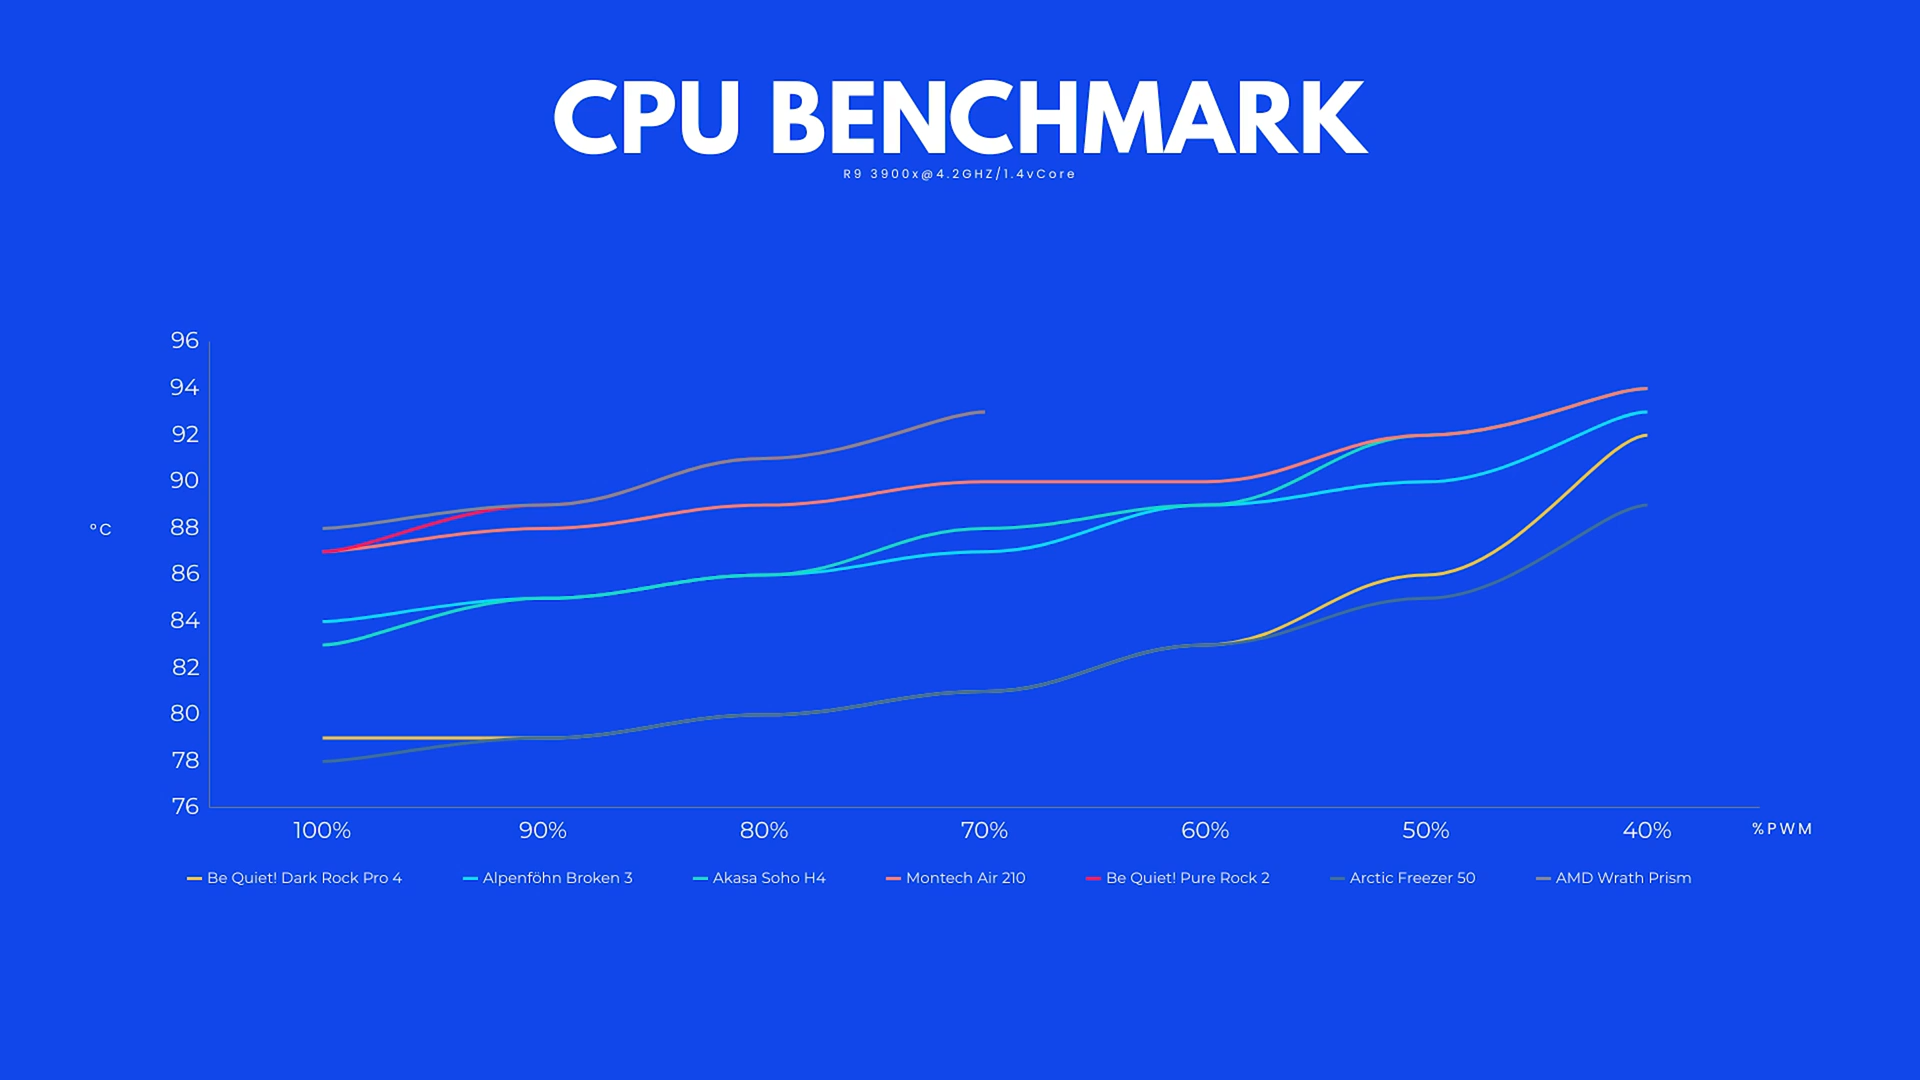 CPU BENCHMARK
R9 3900x@4.2GHZ/1.4vCore
96
94
92
90
°C
88
86
84
82
80
78
76
100% 90% 80% 70% 60% 50% 40% %PWM
Be Quiet! Dark Rock Pro 4 Alpenföhn Broken 3 Akasa Soho H4 Montech Air 210 Be Quiet! Pure Rock 2 Arctic Freezer 50 AMD Wrath Prism